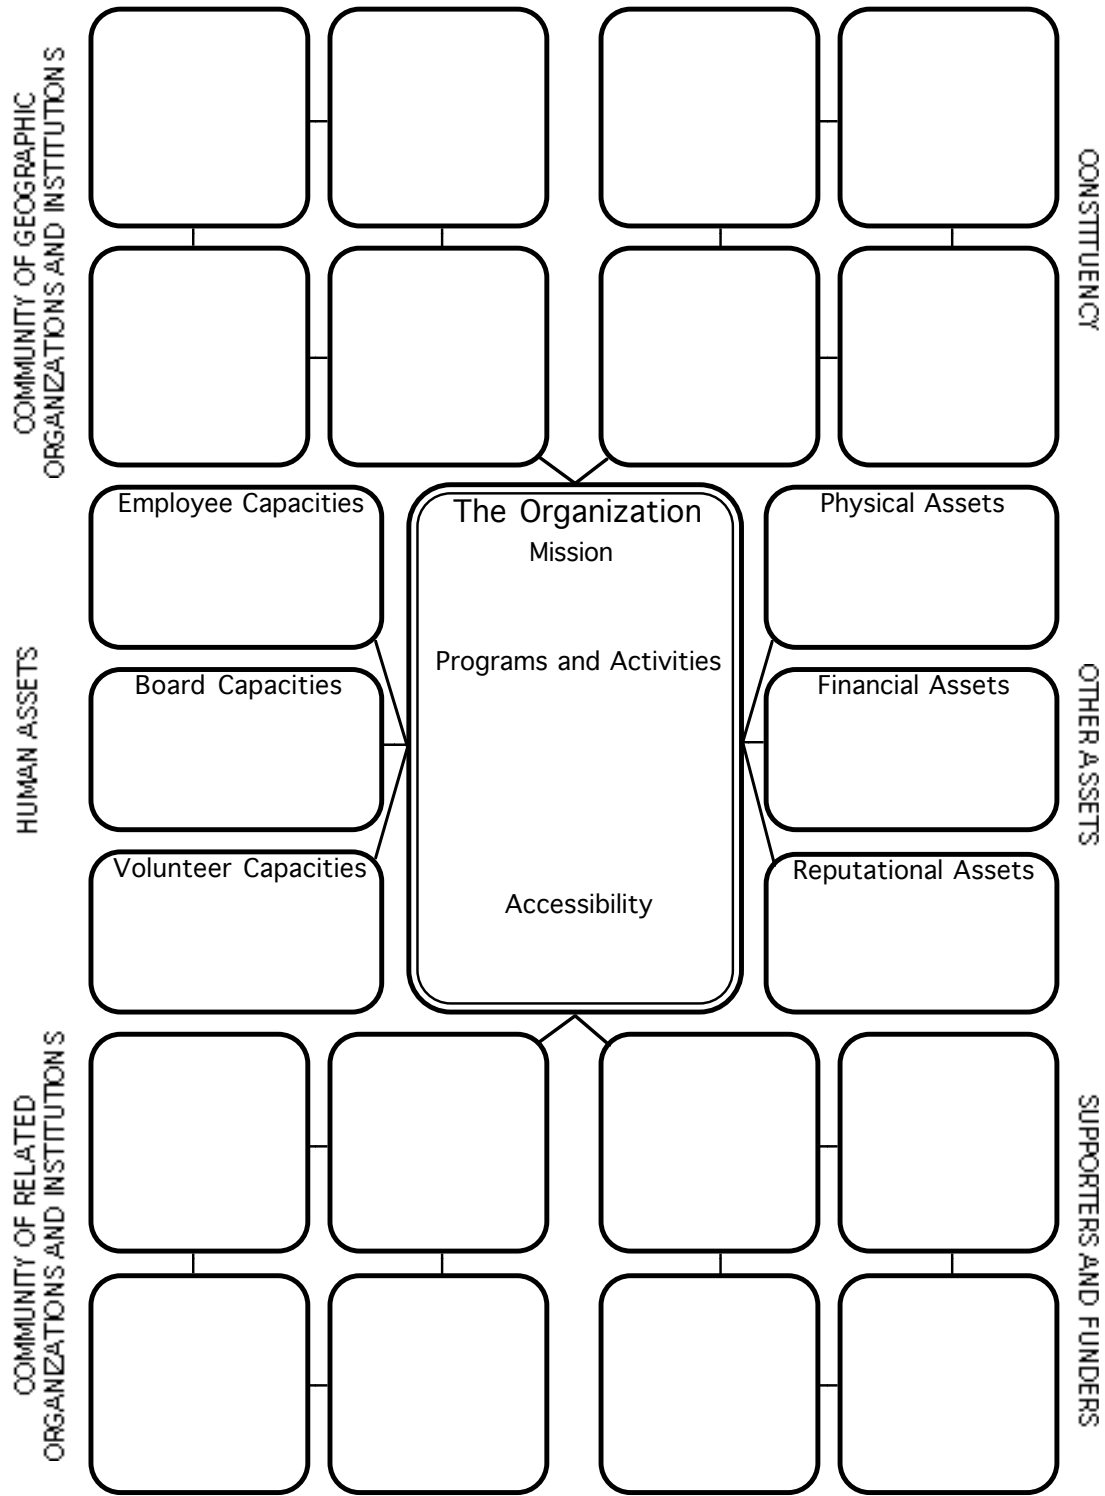 COMMUNITY OF GEOGRAPHIC
ORGANIZATIONS AND INSTITUTIONS
CONSTITUENCY
Employee Capacities
The Organization
Mission
Programs and Activities
Accessibility
Physical Assets
HUMAN ASSETS
Board Capacities
Financial Assets
OTHER ASSETS
Volunteer Capacities
Reputational Assets
COMMUNITY OF RELATED
ORGANIZATIONS AND INSTITUTIONS
SUPPORTERS AND FUNDERS